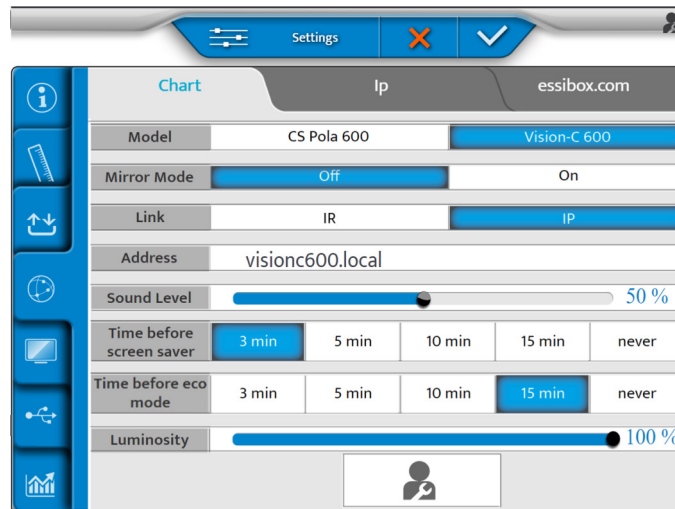 Settings
Chart Ip essibox.com
Model CS Pola 600 Vision-C 600
Mirror Mode Off On
Link IR IP
Address visionc600.local
Sound Level 50 %
Time before
screen saver 3 min 5 min 10 min 15 min never
Time before eco
mode 3 min 5 min 10 min 15 min never
Luminosity 100 %